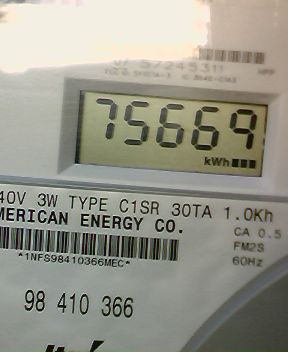 75669
kWh
40V 3W TYPE C1SR 30TA 1.0Kh
MERICAN ENERGY CO.
CA 0.5
FM2S
*1NFS98410366MEC*
60Hz
98 410 366